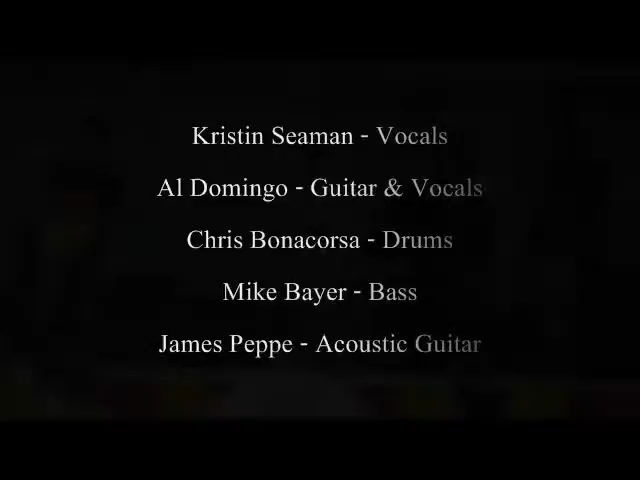 Kristin Seaman - Vocals
Al Domingo - Guitar & Vocals
Chris Bonacorsa - Drums
Mike Bayer - Bass
James Peppe - Acoustic Guitar